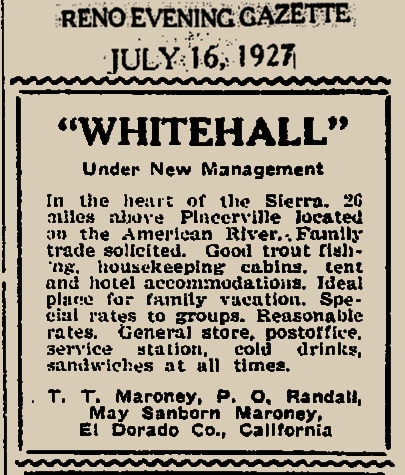 RENO EVENING GAZETTE
JULY 16, 1927
"WHITEHALL"
Under New Management
In the heart of the Sierra. 26
miles above Placerville located
on the American River. Family
trade solicited. Good trout fish-
ing, housekeeping cabins, tent
and hotel accommodations. Ideal
place for family vacation. Spe-
cial rates to groups. Reasonable
rates. General store, postoffice,
service station, cold drinks,
sandwiches at all times.
T. T. Maroney, P. O. Randall,
May Sanborn Maroney,
El Dorado Co., California